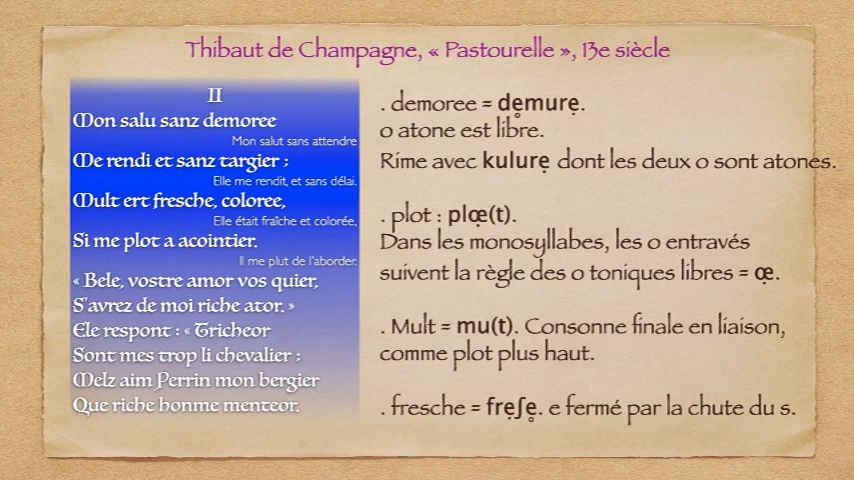 Thibaut de Champagne, « Pastourelle », 13e siècle
II
Mon salu sanz demoree
Mon salut sans attendre
Me rendi et sanz targier ;
Elle me rendit, et sans délai.
Mult ert fresche, coloree,
Elle était fraîche et colorée,
Si me plot a acointier.
Il me plut de l'aborder.
« Bele, vostre amor vos quier,
S'avrez de moi riche ator. »
Ele respont : « Tricheor
Sont mes trop li chevalier ;
Melz aim Perrin mon bergier
Que riche honme menteor.
. demoree = dẹmurẹ.
o atone est libre.
Rime avec kulurẹ dont les deux o sont atones.
. plot : plœ̣(t).
Dans les monosyllabes, les o entravés
suivent la règle des o toniques libres = œ̣.
. Mult = mu(t). Consonne finale en liaison,
comme plot plus haut.
. fresche = frẹʃe̥. e fermé par la chute du s.